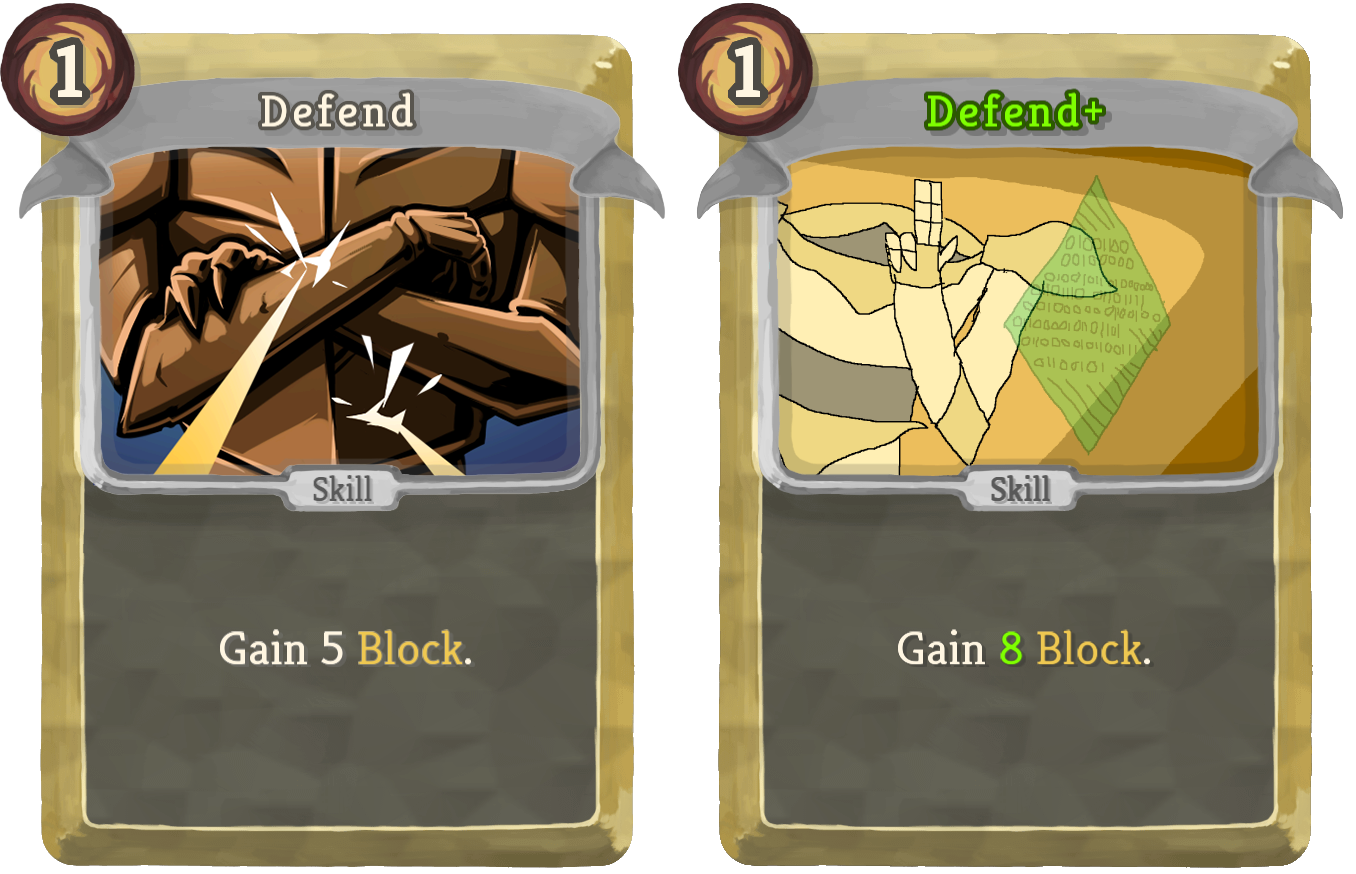 1
Defend
Skill
Gain 5 Block.
1
Defend+
Skill
Gain 8 Block.